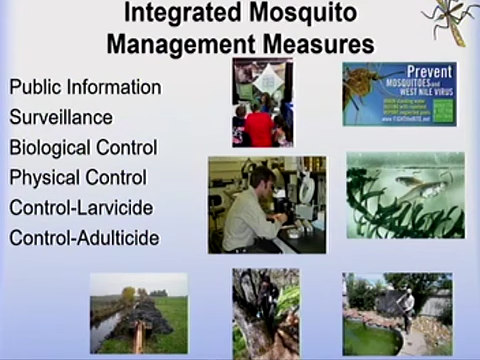 Integrated Mosquito
Management Measures
Public Information
Surveillance
Biological Control
Physical Control
Control-Larvicide
Control-Adulticide
Prevent
MOSQUITOES and
WEST NILE VIRUS